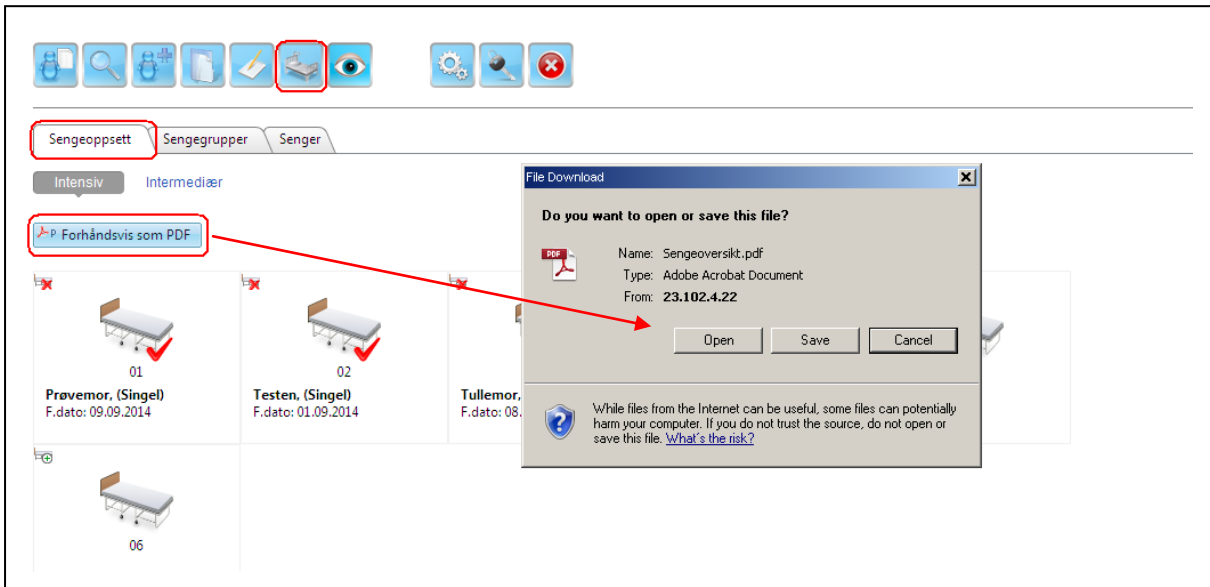 Sengeoppsett Sengegrupper Senger
Intensiv Intermediær
P Forhåndsvis som PDF
01
Prøvemor, (Singel)
F.dato: 09.09.2014
02
Testen, (Singel)
F.dato: 01.09.2014
Tullemor,
F.dato: 08.
06
File Download
Do you want to open or save this file?
PDF
Name: Sengeoversikt.pdf
Type: Adobe Acrobat Document
From: 23.102.4.22
Open Save Cancel
While files from the Internet can be useful, some files can potentially
harm your computer. If you do not trust the source, do not open or
save this file. What's the risk?